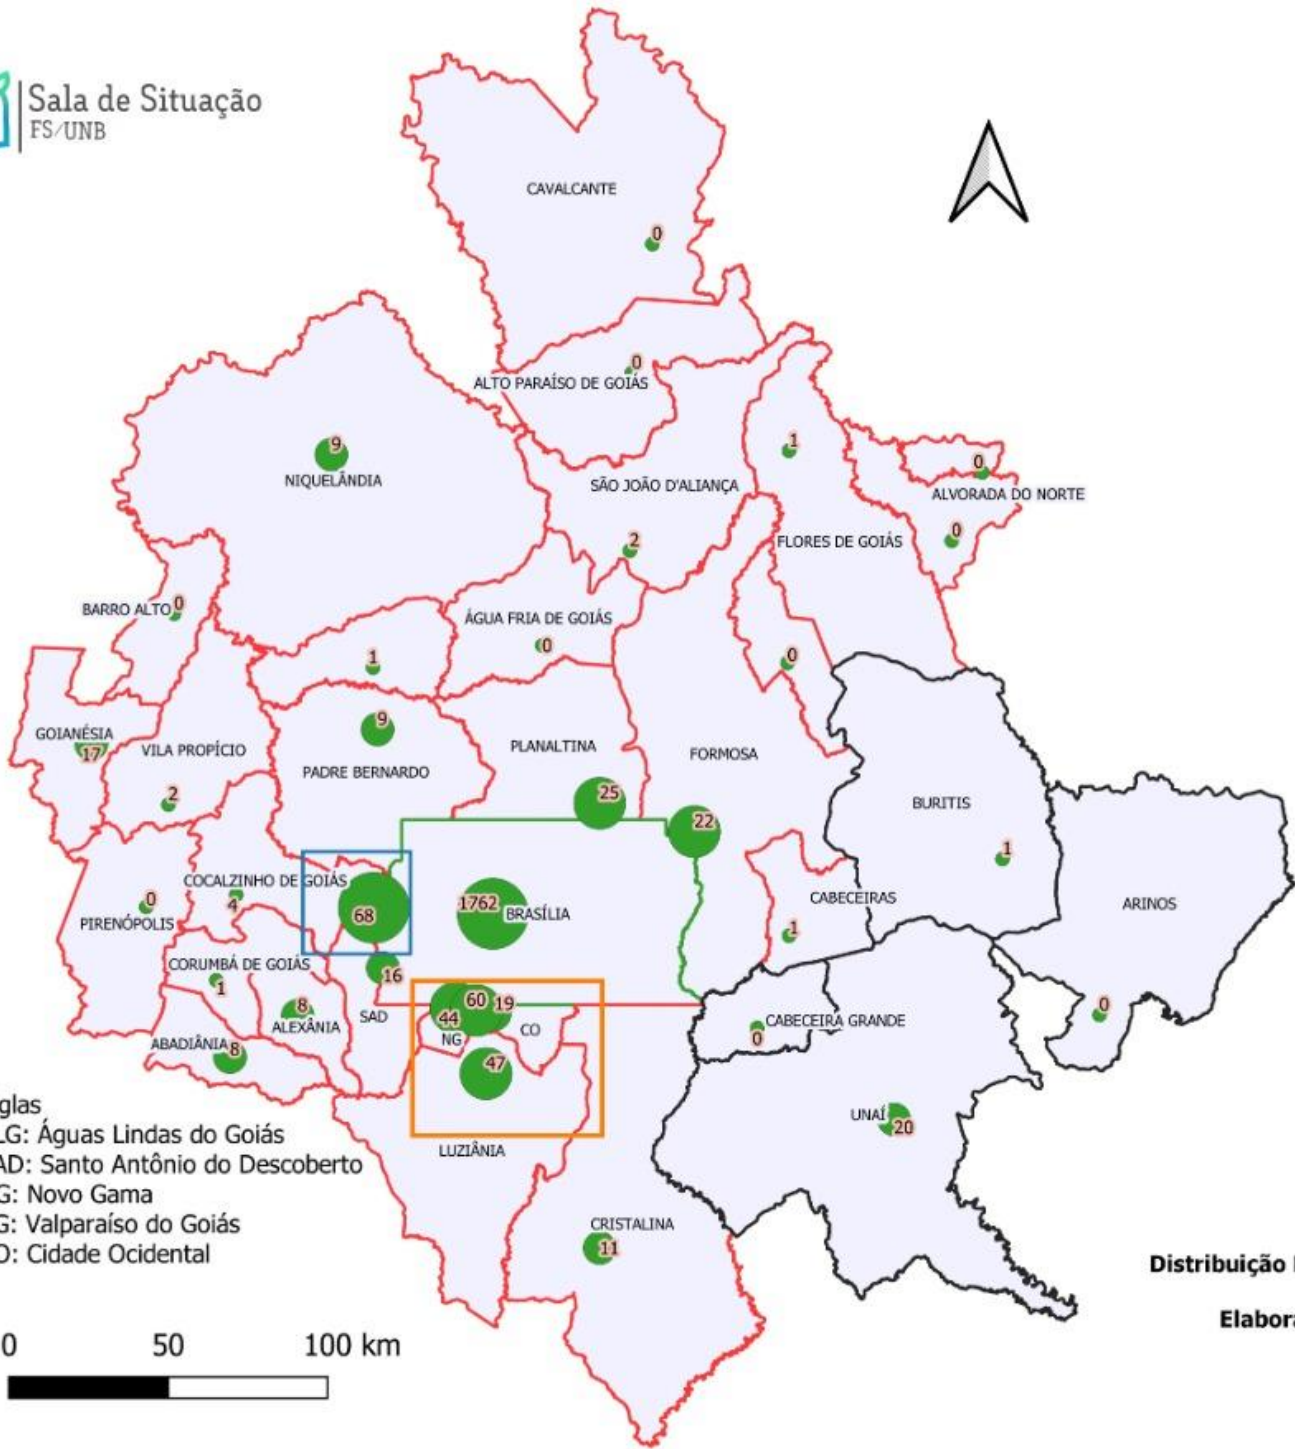 Sala de Situação
FS/UNB
CAVALCANTE
0
0
ALTO PARAÍSO DE GOIÁS
9
NIQUELÂNDIA
1
SÃO JOÃO D'ALIANÇA
0
ALVORADA DO NORTE
2
FLORES DE GOIÁS
0
BARRO ALTO
0
ÁGUA FRIA DE GOIÁS
0
1
0
GOIANÉSIA
17
VILA PROPÍCIO
9
PADRE BERNARDO
PLANALTINA
FORMOSA
2
25
22
BURITIS
1
COCALZINHO DE GOIÁS
4
0
PIRENÓPOLIS
68
1762
BRASÍLIA
CABECEIRAS
1
ARINOS
CORUMBÁ DE GOIÁS
1
16
8
ALEXÂNIA
SAD
44
60
19
NG
CO
CABECEIRA GRANDE
0
0
ABADIÂNIA
8
47
UNAÍ
20
LUZIÂNIA
CRISTALINA
11
glas
LG: Águas Lindas do Goiás
AD: Santo Antônio do Descoberto
G: Novo Gama
G: Valparaíso do Goiás
O: Cidade Ocidental
0 50 100 km
Distribuição
Elabora